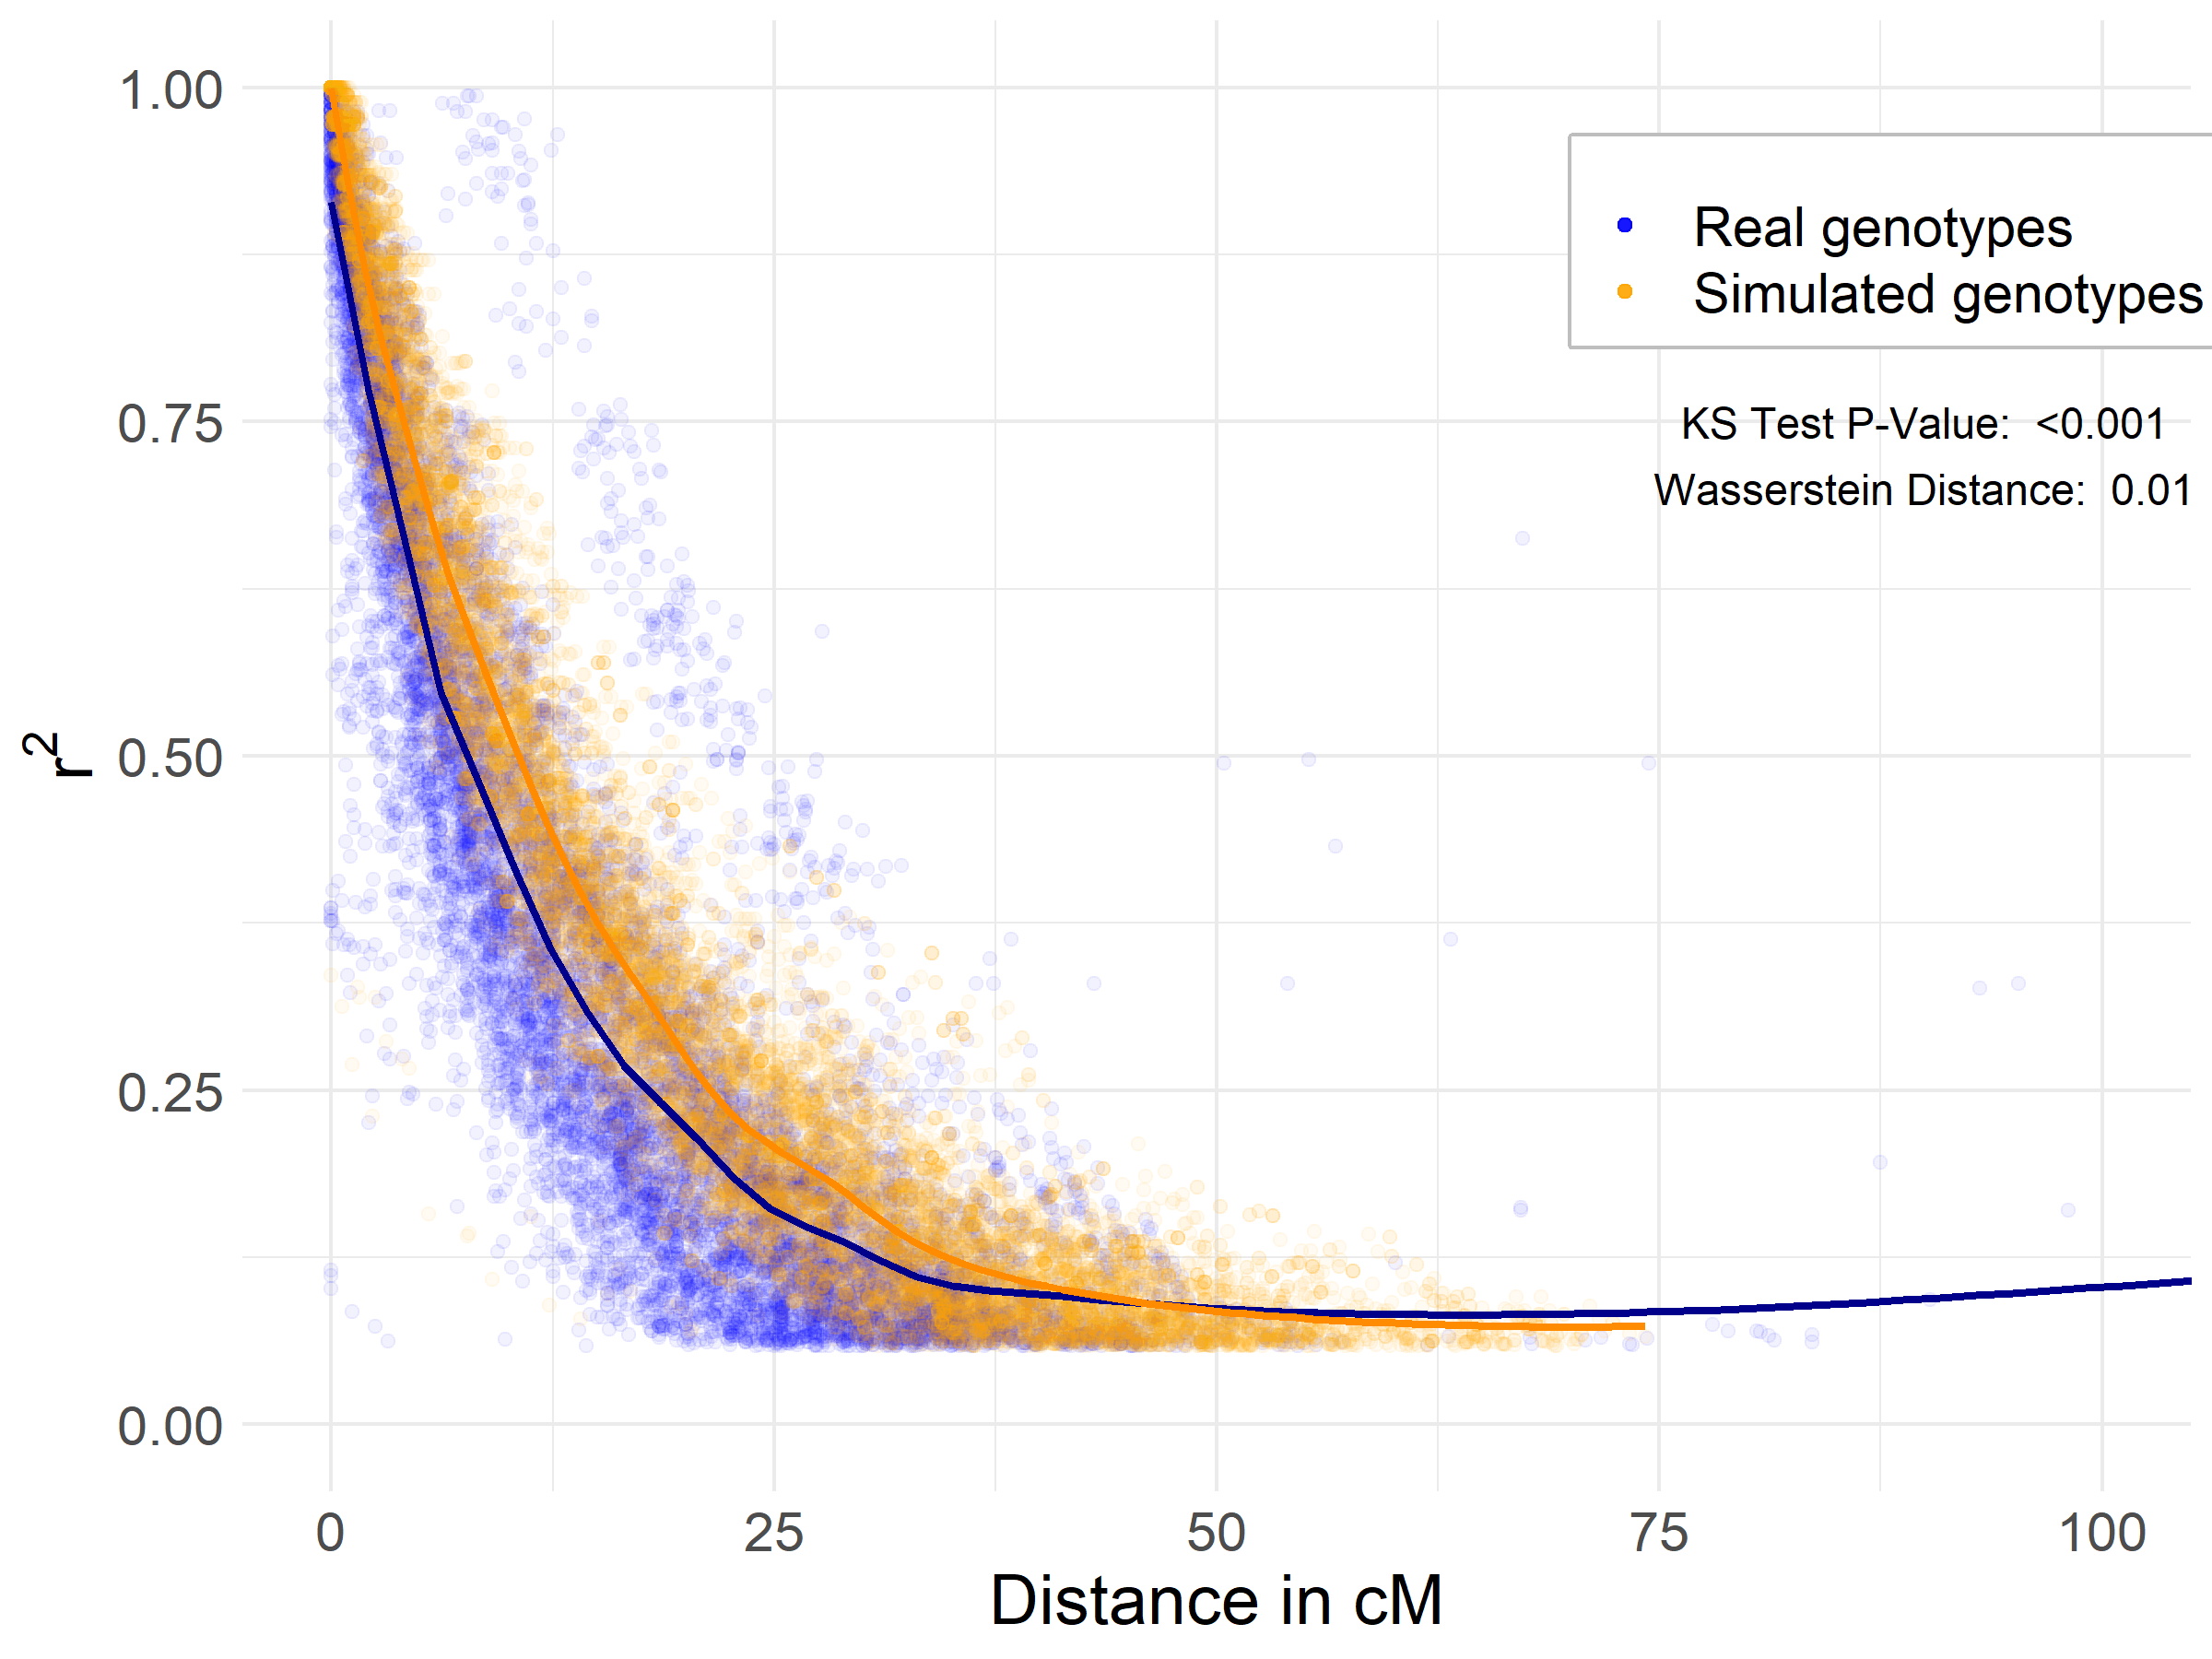 Real genotypes
Simulated genotypes
KS Test P-Value: <0.001
Wasserstein Distance: 0.01
r²
1.00
0.75
0.50
0.25
0.00
0 25 50 75 100
Distance in cM